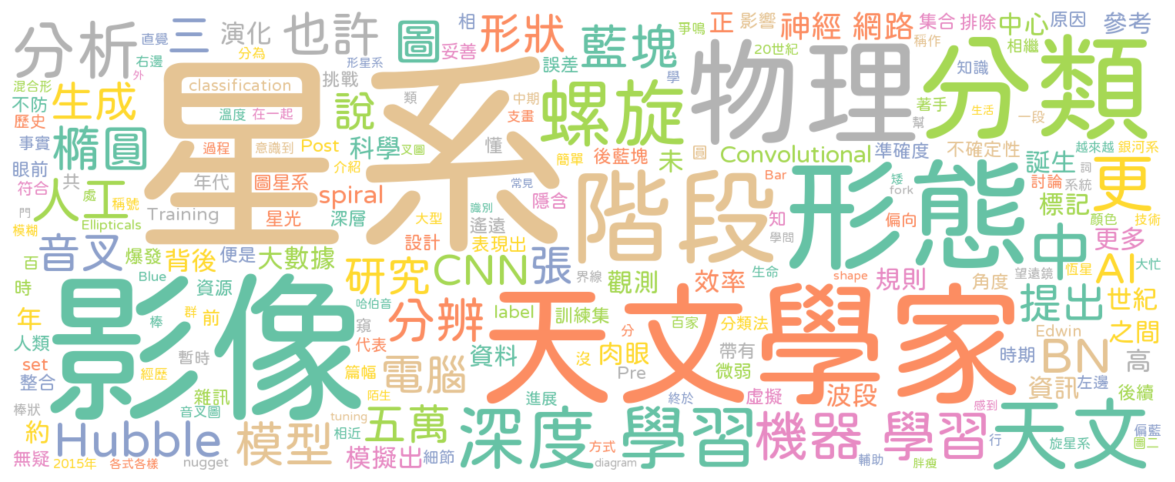 分析 三 演化 也許 圖 形狀 藍塊 正 影響 神經 網路 集合 排除 中心 原因 參考
直覺 右邊 分為 形星系 相 妥善 誤差 爭鳴 20世紀 稱作 相繼
混合形 外 classification 挑戰 學 知識
不防 生成 星系 說 類 中期 螺旋 物理 分類 著手 幫 一段 生活
歷史 溫度 在一起 懂 支畫
事實 橢圓 過程 意識到 Post 科學 叉圖 後藍塊 未 Convolutional 準確度 不確定性 誕生 更 越來越 銀河系
眼前 共 年代 圖星系 介紹 簡單 圓 Bar 矮 討論 系統 詞
符合 處 人工 稱號 Training spiral 常見 階段 隱含 形態 fork 標記 顏色 技術
門 Ellipticals 星光 深層 大型 識別 遙遠 知 偏向
模糊 音叉 爆發 背後 設計 表現出 學問 中 更多
百 Blue 便是 大數據 研究 CNN 張 界線 觀測 效率 生命 shape 規則 角度 望遠鏡 恆星 AI 大忙
時 影像 資源 哈伯音 天文學家 提出 世紀
年 棒 群 前 窺 分辨 label 訓練集 分 百家 分類法 之間
人類 set 暫時 代表 沒 肉眼 帶有 Edwin 時期 BN 高
整合 經歷 篇幅 陌生 電腦 資料 Pre 微弱 虛擬 波段 資訊 左邊 後續
棒狀 雜訊 音叉圖 tuning 五萬 進展 終於 感到 天文
約 Hubble 模型 相近 深度 學習 機器 學習 行 旋星系 偏藍
無疑 2015年 各式各樣 nugget 模擬出 細節 方式 diagram 輔助 胖瘦 圖二